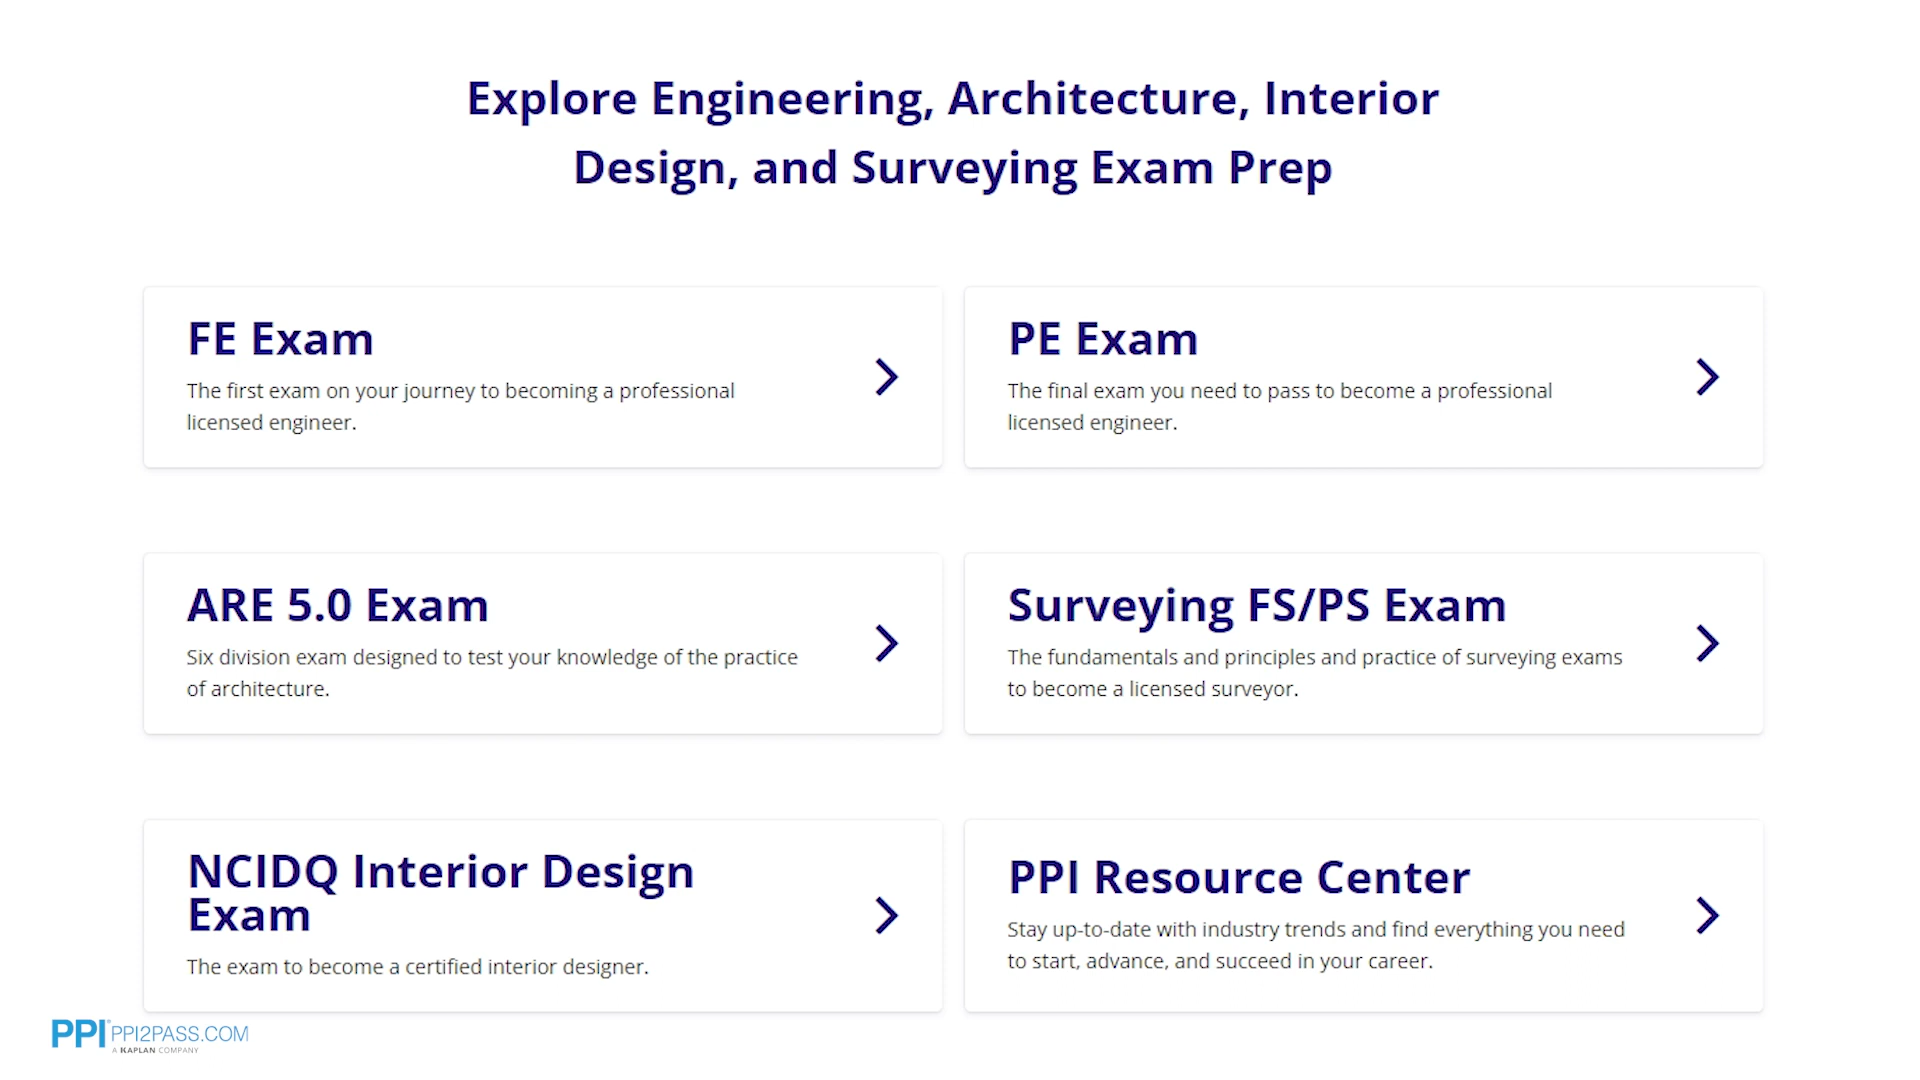 Explore Engineering, Architecture, Interior
Design, and Surveying Exam Prep
FE Exam
The first exam on your journey to becoming a professional
licensed engineer.
PE Exam
The final exam you need to pass to become a professional
licensed engineer.
ARE 5.0 Exam
Six division exam designed to test your knowledge of the practice
of architecture.
Surveying FS/PS Exam
The fundamentals and principles and practice of surveying exams
to become a licensed surveyor.
NCIDQ Interior Design
Exam
The exam to become a certified interior designer.
PPI Resource Center
Stay up-to-date with industry trends and find everything you need
to start, advance, and succeed in your career.
PPI® PPI2PASS.COM
A KAPLAN COMPANY